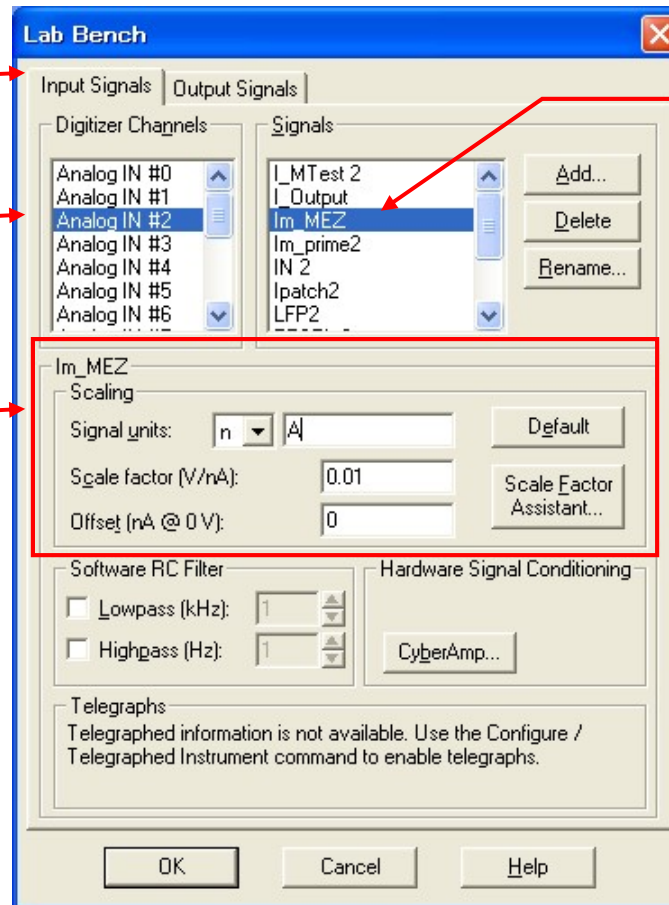 Lab Bench
Input Signals Output Signals
Digitizer Channels
Analog IN #0
Analog IN #1
Analog IN #2
Analog IN #3
Analog IN #4
Analog IN #5
Analog IN #6
Signals
I_MTest 2
I_Output
Im_MEZ
Im_prime2
IN 2
Ipatch2
LFP2
Add...
Delete
Rename...
Im_MEZ
Scaling
Signal units: n A
Default
Scale factor (V/nA): 0.01
Scale Factor
Assistant...
Offset (nA @ 0 V): 0
Software RC Filter
Lowpass (kHz): 1
Highpass (Hz): 1
Hardware Signal Conditioning
CyberAmp...
Telegraphs
Telegraphed information is not available. Use the Configure /
Telegraphed Instrument command to enable telegraphs.
OK Cancel Help